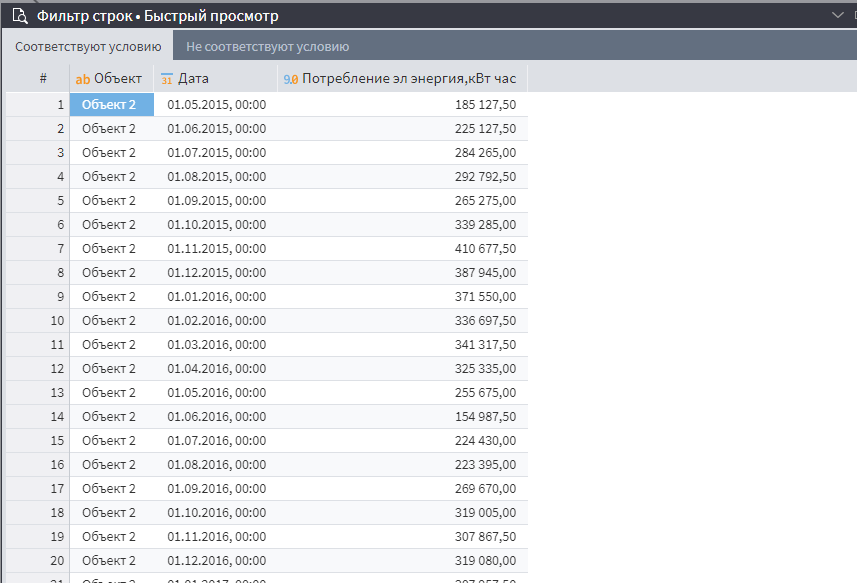 Фильтр строк • Быстрый просмотр
Соответствуют условию Не соответствуют условию
# ab Объект 31 Дата 9.0 Потребление эл энергия,кВт час
1 Объект 2 01.05.2015, 00:00 185 127,50
2 Объект 2 01.06.2015, 00:00 225 127,50
3 Объект 2 01.07.2015, 00:00 284 265,00
4 Объект 2 01.08.2015, 00:00 292 792,50
5 Объект 2 01.09.2015, 00:00 265 275,00
6 Объект 2 01.10.2015, 00:00 339 285,00
7 Объект 2 01.11.2015, 00:00 410 677,50
8 Объект 2 01.12.2015, 00:00 387 945,00
9 Объект 2 01.01.2016, 00:00 371 550,00
10 Объект 2 01.02.2016, 00:00 336 697,50
11 Объект 2 01.03.2016, 00:00 341 317,50
12 Объект 2 01.04.2016, 00:00 325 335,00
13 Объект 2 01.05.2016, 00:00 255 675,00
14 Объект 2 01.06.2016, 00:00 154 987,50
15 Объект 2 01.07.2016, 00:00 224 430,00
16 Объект 2 01.08.2016, 00:00 223 395,00
17 Объект 2 01.09.2016, 00:00 269 670,00
18 Объект 2 01.10.2016, 00:00 319 005,00
19 Объект 2 01.11.2016, 00:00 307 867,50
20 Объект 2 01.12.2016, 00:00 319 080,00
21 Объект 2 01.01.2017, 00:00